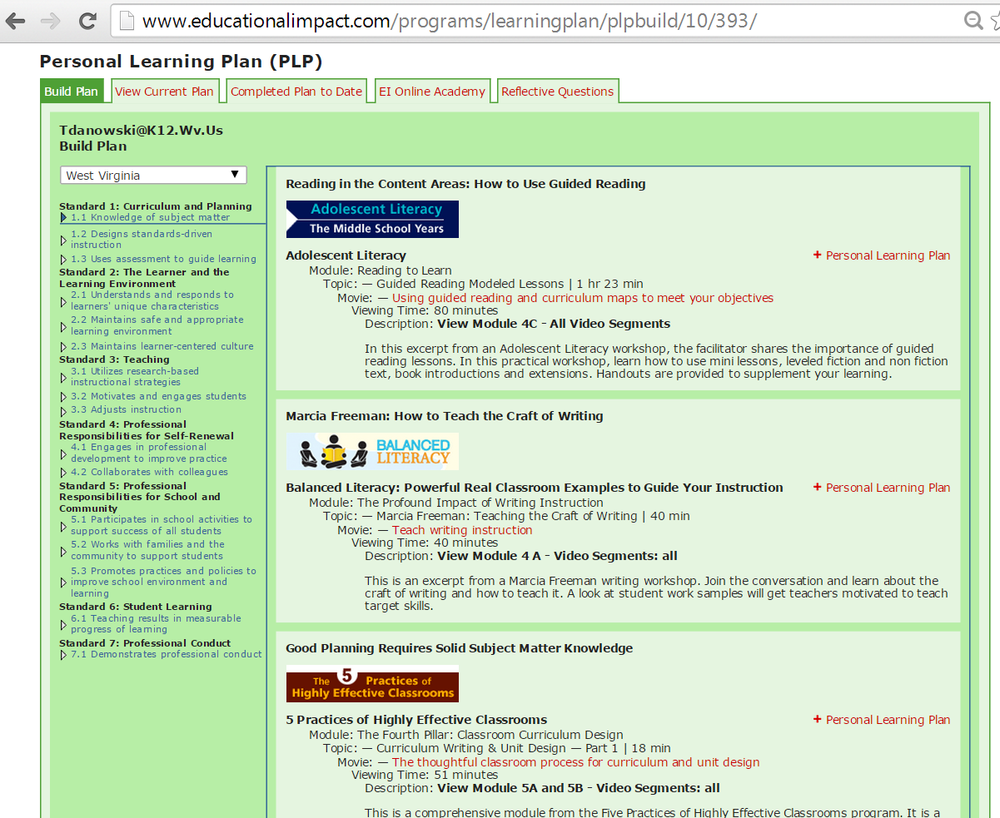 www.educationalimpact.com/programs/learningplan/plpbuild/10/393/
Personal Learning Plan (PLP)
Build Plan
View Current Plan
Completed Plan to Date
EI Online Academy
Reflective Questions
Tdanowski@K12.Wv.Us
Build Plan
West Virginia
Standard 1: Curriculum and Planning
1.1 Knowledge of subject matter
1.2 Designs standards-driven
instruction
1.3 Uses assessment to guide learning
Standard 2: The Learner and the
Learning Environment
2.1 Understands and responds to
learners' unique characteristics
2.2 Maintains safe and appropriate
learning environment
2.3 Maintains learner-centered culture
Standard 3: Teaching
3.1 Utilizes research-based
instructional strategies
3.2 Motivates and engages students
3.3 Adjusts instruction
Standard 4: Professional
Responsibilities for Self-Renewal
4.1 Engages in professional
development to improve practice
4.2 Collaborates with colleagues
Standard 5: Professional
Responsibilities for School and
Community
5.1 Participates in school activities to
support success of all students
5.2 Works with families and the
community to support students
5.3 Promotes practices and policies to
improve school environment and
learning
Standard 6: Student Learning
6.1 Teaching results in measurable
progress of learning
Standard 7: Professional Conduct
7.1 Demonstrates professional conduct
Reading in the Content Areas: How to Use Guided Reading
Adolescent Literacy
The Middle School Years
Adolescent Literacy
+ Personal Learning Plan
Module: Reading to Learn
Topic: — Guided Reading Modeled Lessons | 1 hr 23 min
Movie: — Using guided reading and curriculum maps to meet your objectives
Viewing Time: 80 minutes
Description: View Module 4C - All Video Segments
In this excerpt from an Adolescent Literacy workshop, the facilitator shares the importance of guided
reading lessons. In this practical workshop, learn how to use mini lessons, leveled fiction and non fiction
text, book introductions and extensions. Handouts are provided to supplement your learning.
Marcia Freeman: How to Teach the Craft of Writing
BALANCED
LITERACY
Balanced Literacy: Powerful Real Classroom Examples to Guide Your Instruction
+ Personal Learning Plan
Module: The Profound Impact of Writing Instruction
Topic: — Marcia Freeman: Teaching the Craft of Writing | 40 min
Movie: — Teach writing instruction
Viewing Time: 40 minutes
Description: View Module 4 A - Video Segments: all
This is an excerpt from a Marcia Freeman writing workshop. Join the conversation and learn about the
craft of writing and how to teach it. A look at student work samples will get teachers motivated to teach
target skills.
Good Planning Requires Solid Subject Matter Knowledge
The 5 Practices of
Highly Effective Classrooms
5 Practices of Highly Effective Classrooms
+ Personal Learning Plan
Module: The Fourth Pillar: Classroom Curriculum Design
Topic: — Curriculum Writing & Unit Design — Part 1 | 18 min
Movie: — The thoughtful classroom process for curriculum and unit design
Viewing Time: 51 minutes
Description: View Module 5A and 5B - Video Segments: all
This is a comprehensive module from the Five Practices of Highly Effective Classrooms program. It is a